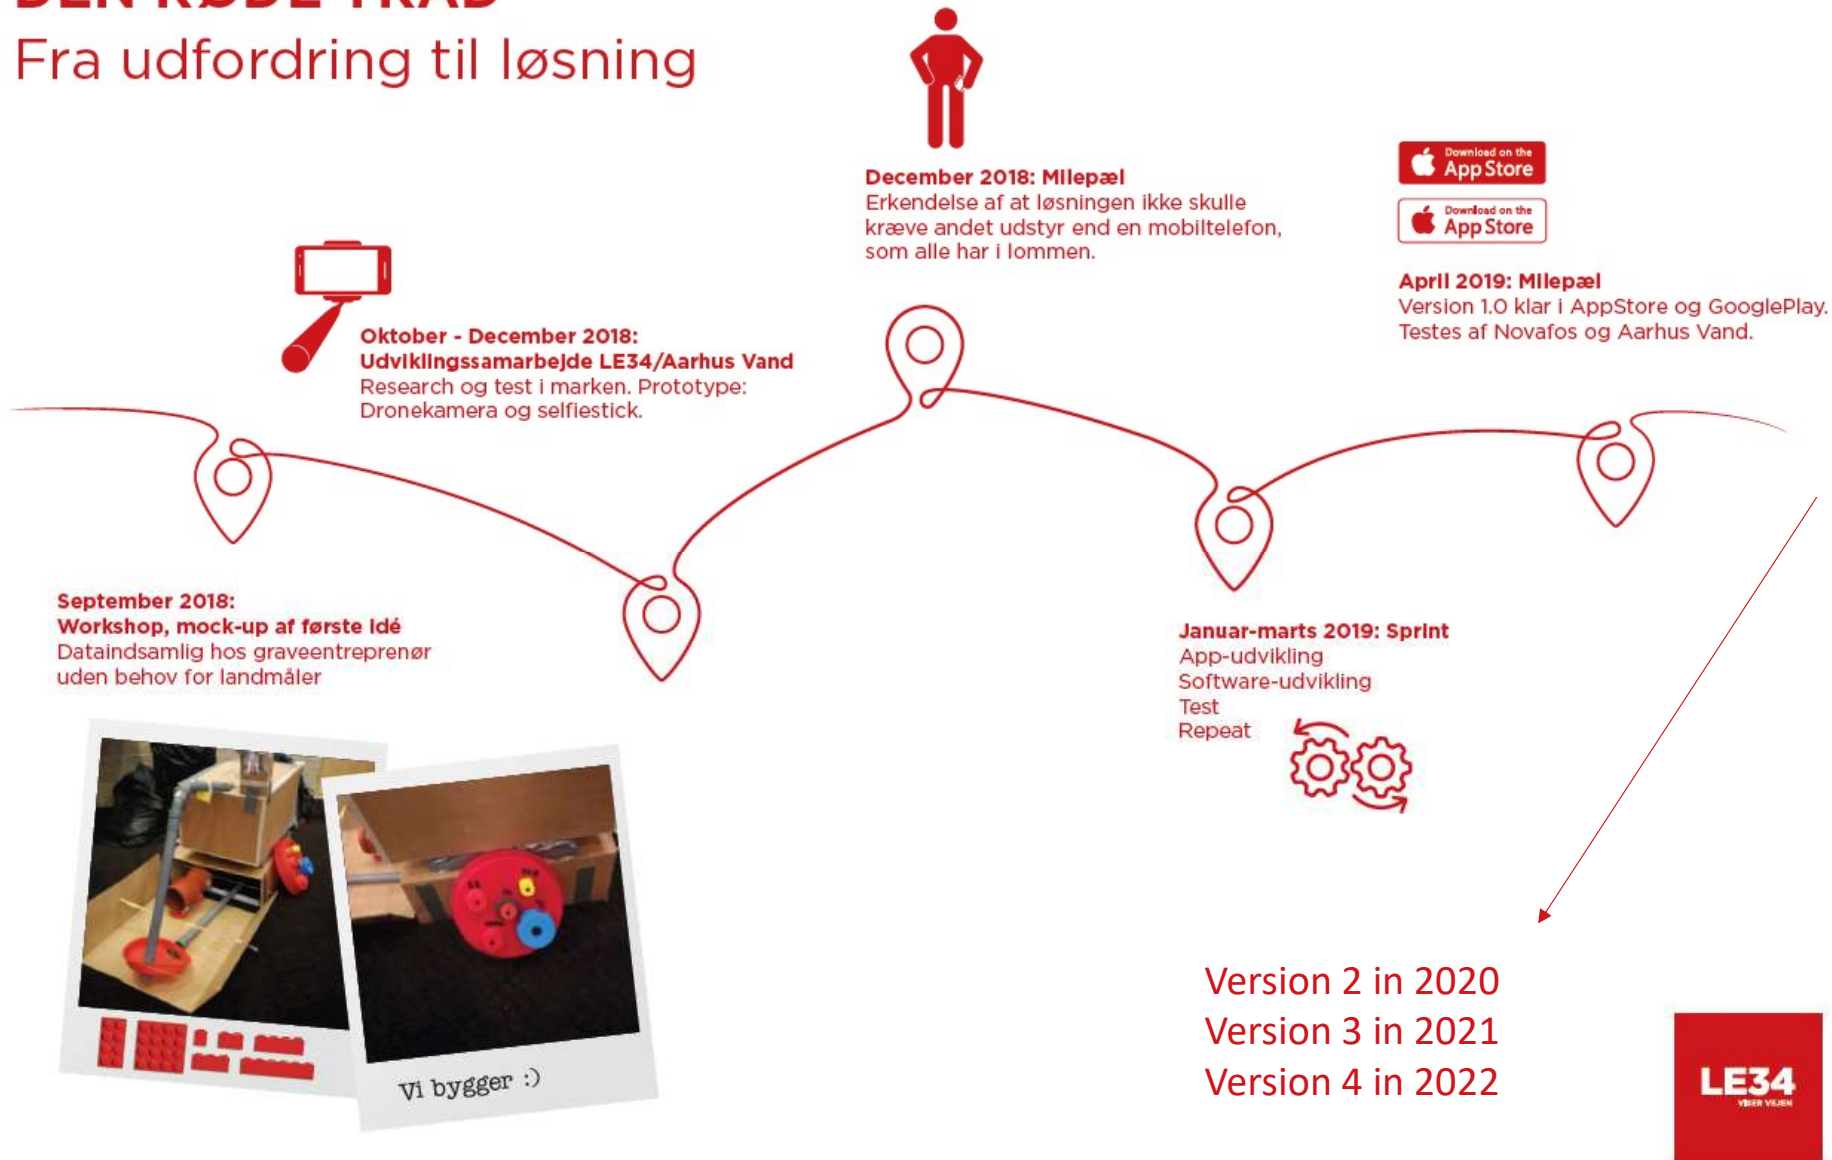 DEN RØDE TRÅD
Fra udfordring til løsning
December 2018: Milepæl
Erkendelse af at løsningen ikke skulle
kræve andet udstyr end en mobiltelefon,
som alle har i lommen.
Download on the
App Store
Download on the
App Store
April 2019: Milepæl
Version 1.0 klar i AppStore og GooglePlay.
Testes af Novafos og Aarhus Vand.
Oktober - December 2018:
Udviklingssamarbejde LE34/Aarhus Vand
Research og test i marken. Prototype:
Dronekamera og selfiestick.
September 2018:
Workshop, mock-up af første idé
Dataindsamlig hos graveentreprenør
uden behov for landmåler
Januar-marts 2019: Sprint
App-udvikling
Software-udvikling
Test
Repeat
Vi bygger :)
Version 2 in 2020
Version 3 in 2021
Version 4 in 2022
LE34
VISER VEJEN